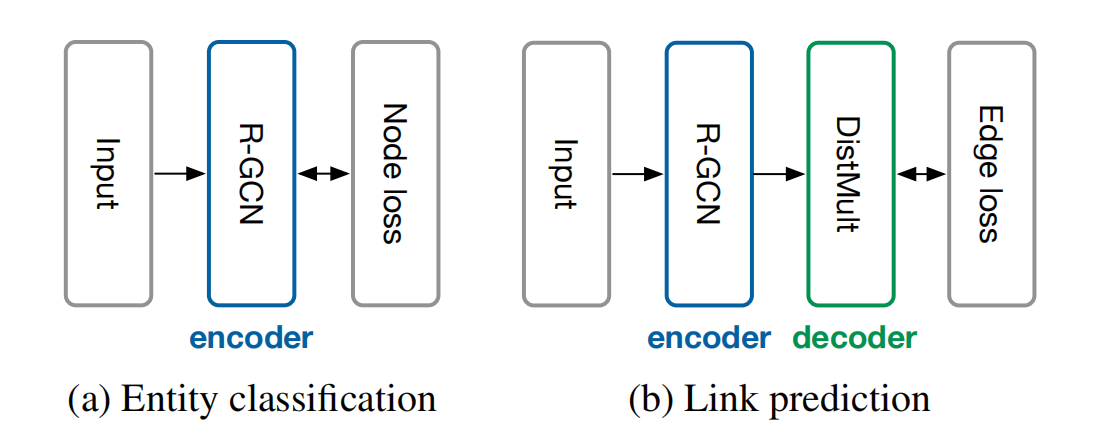 Input
R-GCN
Node loss
encoder
(a) Entity classification
Input
R-GCN
DistMult
Edge loss
encoder
decoder
(b) Link prediction